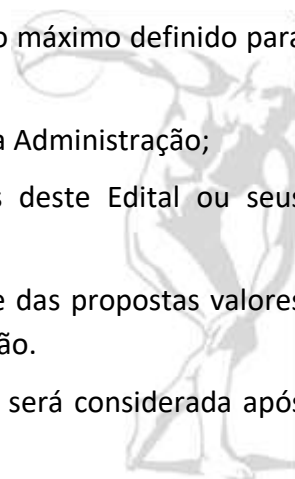 o máximo definido para
a Administração;
s deste Edital ou seus
e das propostas valores
ão.
será considerada após